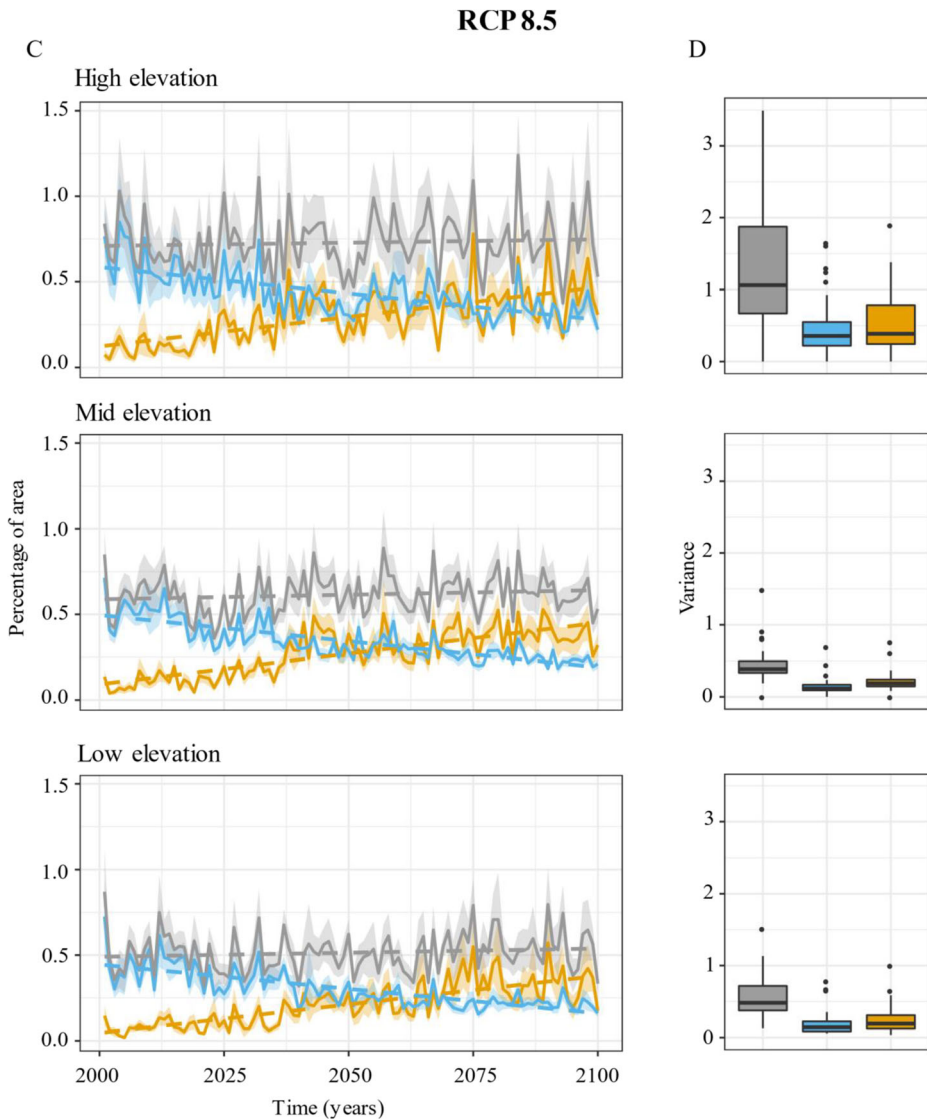 RCP 8.5
C
D
High elevation
1.5
1.0
0.5
0.0
3
2
1
0
Mid elevation
1.5
1.0
0.5
0.0
3
2
1
0
Percentage of area
Variance
Low elevation
1.5
1.0
0.5
0.0
3
2
1
0
2000 2025 2050 2075 2100
Time (years)